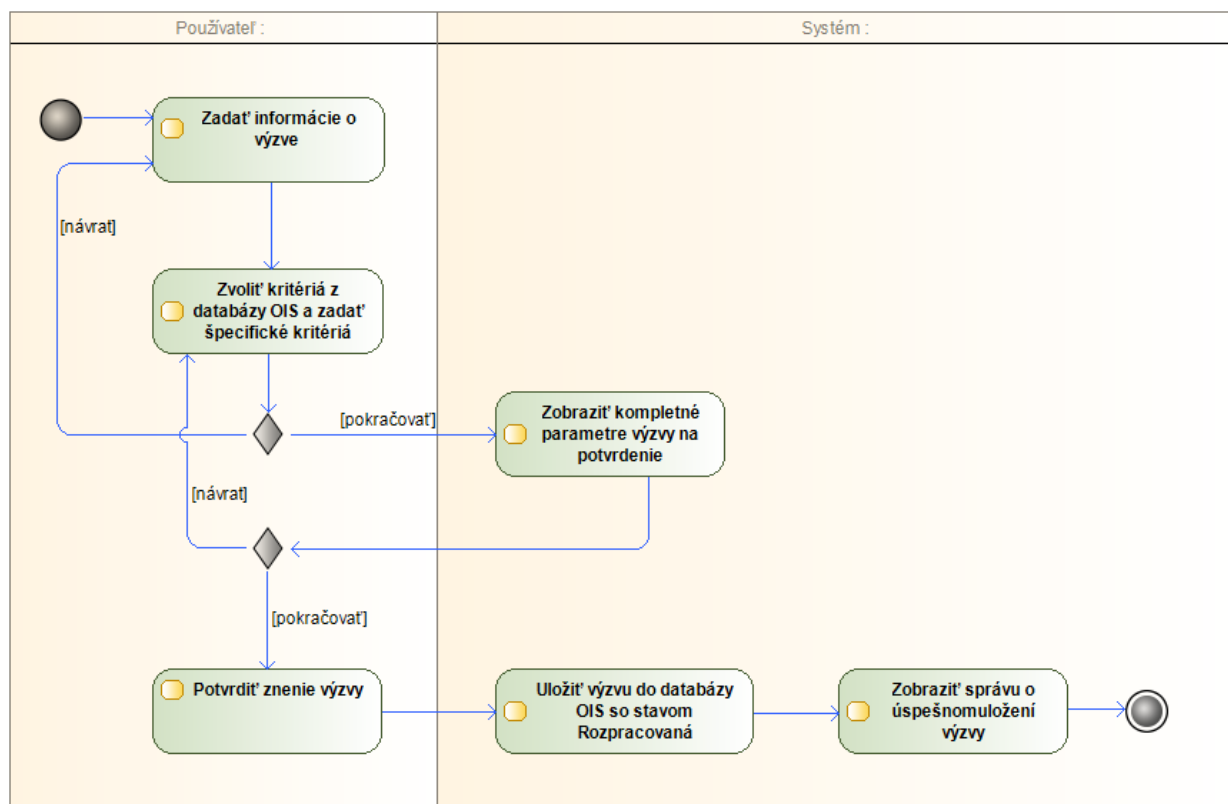 Používateľ :
Systém :
Zadať informácie o
výzve
[návrat]
Zvoliť kritériá z
databázy OIS a zadať
špecifické kritériá
[pokračovať]
Zobraziť kompletné
parametre výzvy na
potvrdenie
[návrat]
[pokračovať]
Potvrdiť znenie výzvy
Uložiť výzvu do databázy
OIS so stavom
Rozpracovaná
Zobraziť správu o
úspešnomuložení
výzvy